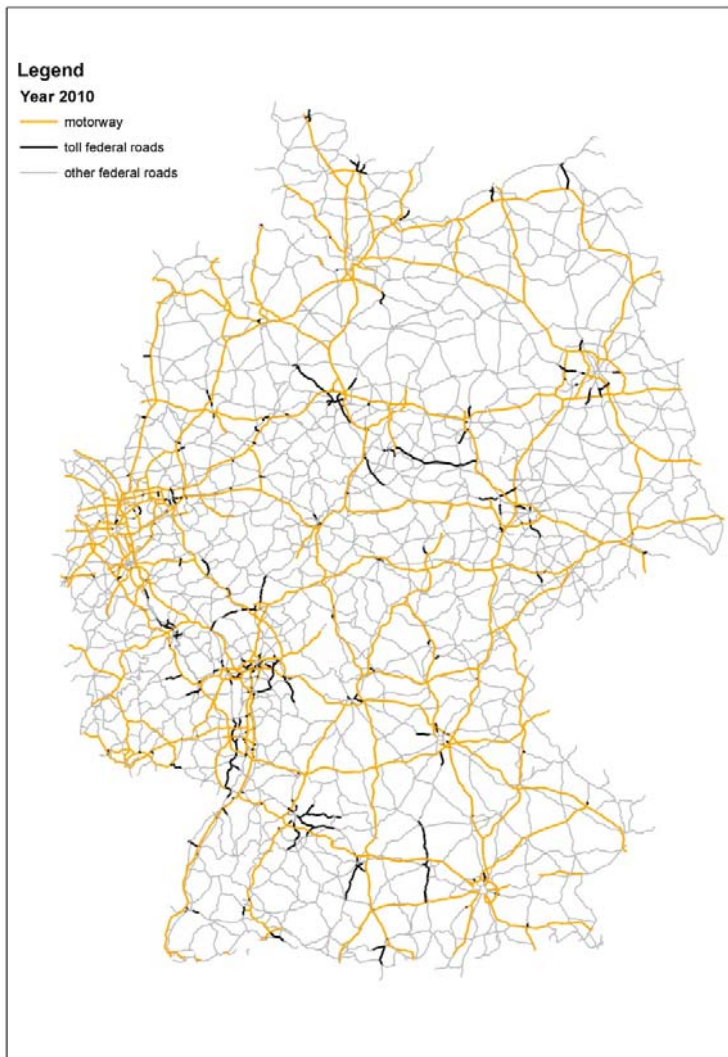 Legend
Year 2010
motorway
toll federal roads
other federal roads